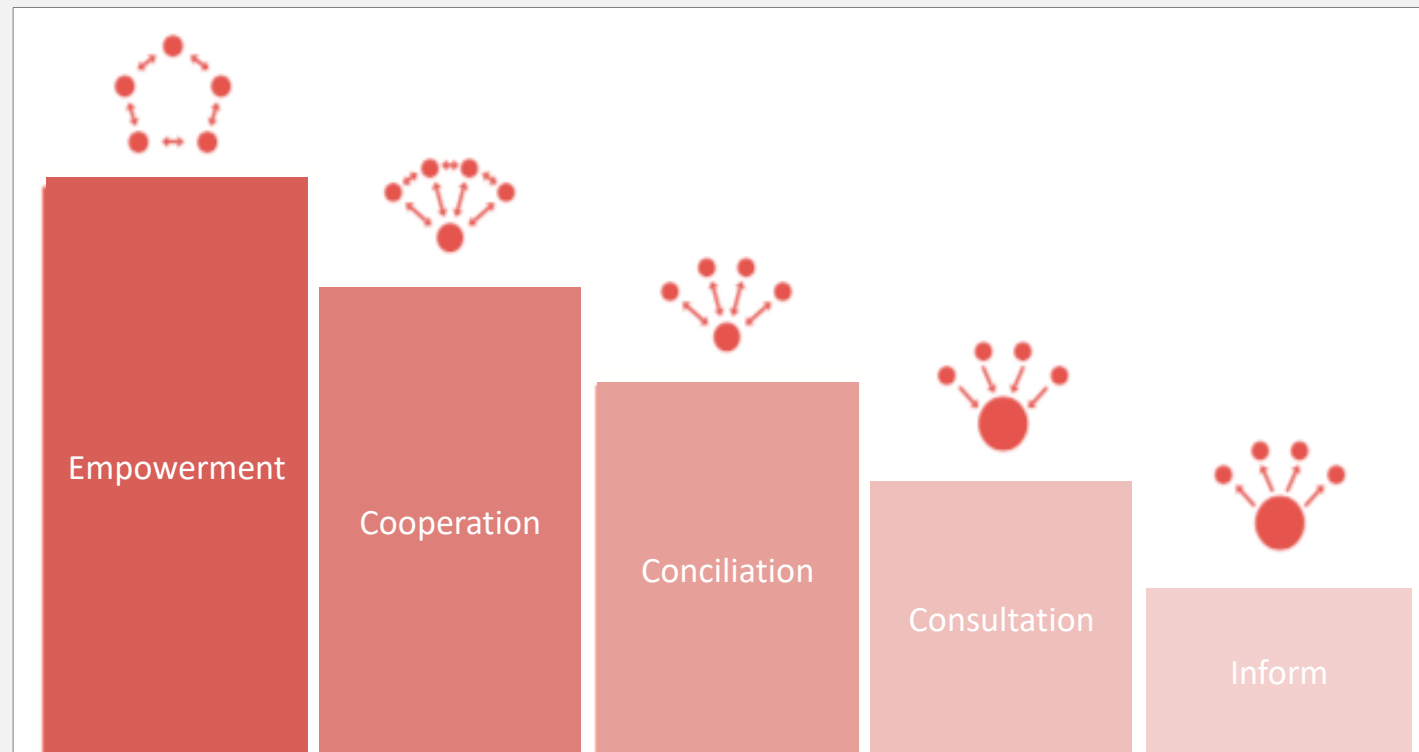 Empowerment
Cooperation
Conciliation
Consultation
Inform